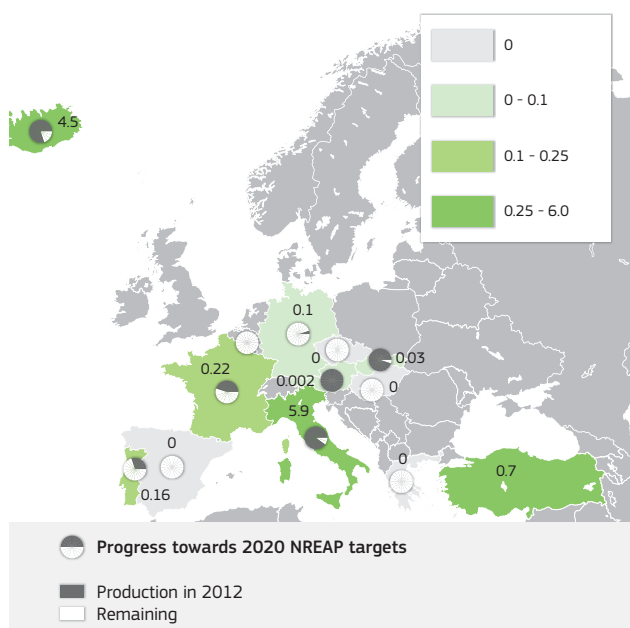 0
0 - 0.1
0.1 - 0.25
0.25 - 6.0
4.5
0.1
0
0.03
0.22
0.002
0
5.9
0
0
0.7
0.16
Progress towards 2020 NREAP targets
Production in 2012
Remaining